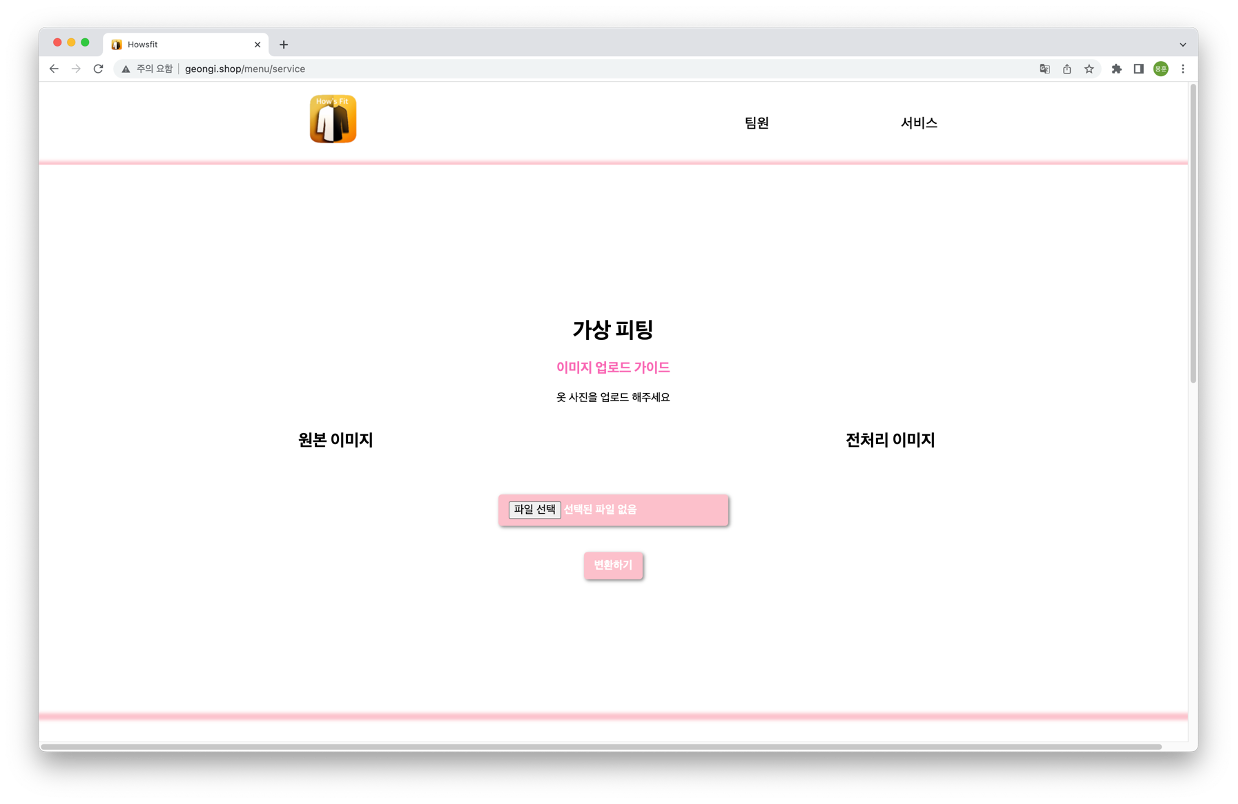 Howsfit
주의 요함 geongi.shop/menu/service
How's Fit
팀원 서비스
가상 피팅
이미지 업로드 가이드
옷 사진을 업로드 해주세요
원본 이미지 전처리 이미지
파일 선택 선택된 파일 없음
변환하기